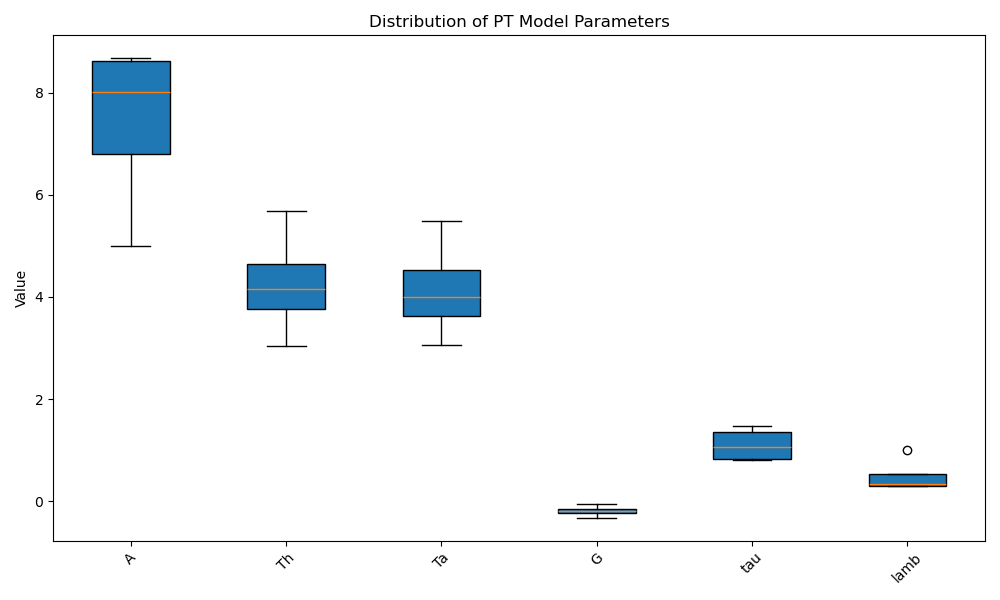 Distribution of PT Model Parameters
Value
8
6
4
2
0
A
Th
Ta
G
tau
lamb